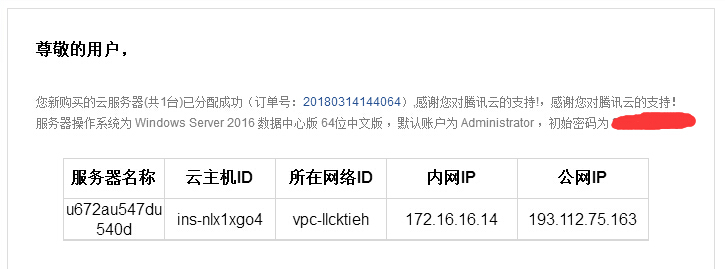 尊敬的用户，
您新购买的云服务器(共1台)已分配成功（订单号：20180314144064）,感谢您对腾讯云的支持!，感谢您对腾讯云的支持！
服务器操作系统为 Windows Server 2016 数据中心版 64位中文版 ，默认账户为 Administrator ，初始密码为
服务器名称 云主机ID 所在网络ID 内网IP 公网IP
u672au547du
540d ins-nlx1xgo4 vpc-llcktieh 172.16.16.14 193.112.75.163